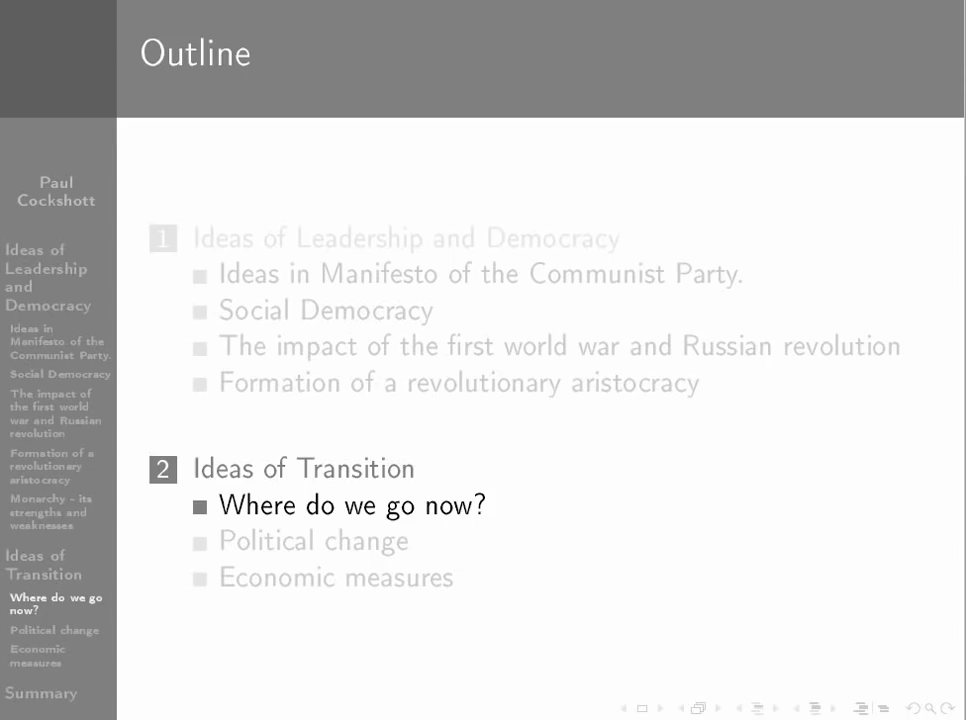 Outline
Paul
Cockshott
Ideas of
Leadership
and
Democracy
Ideas in
Manifesto of the
Communist Party.
Social Democracy
The impact of
the first world
war and Russian
revolution
Formation of a
revolutionary
aristocracy
Monarchy - its
strengths and
weaknesses
Ideas of
Transition
Where do we go
now?
Political change
Economic
measures
Summary
1 Ideas of Leadership and Democracy
Ideas in Manifesto of the Communist Party.
Social Democracy
The impact of the first world war and Russian revolution
Formation of a revolutionary aristocracy
2 Ideas of Transition
Where do we go now?
Political change
Economic measures